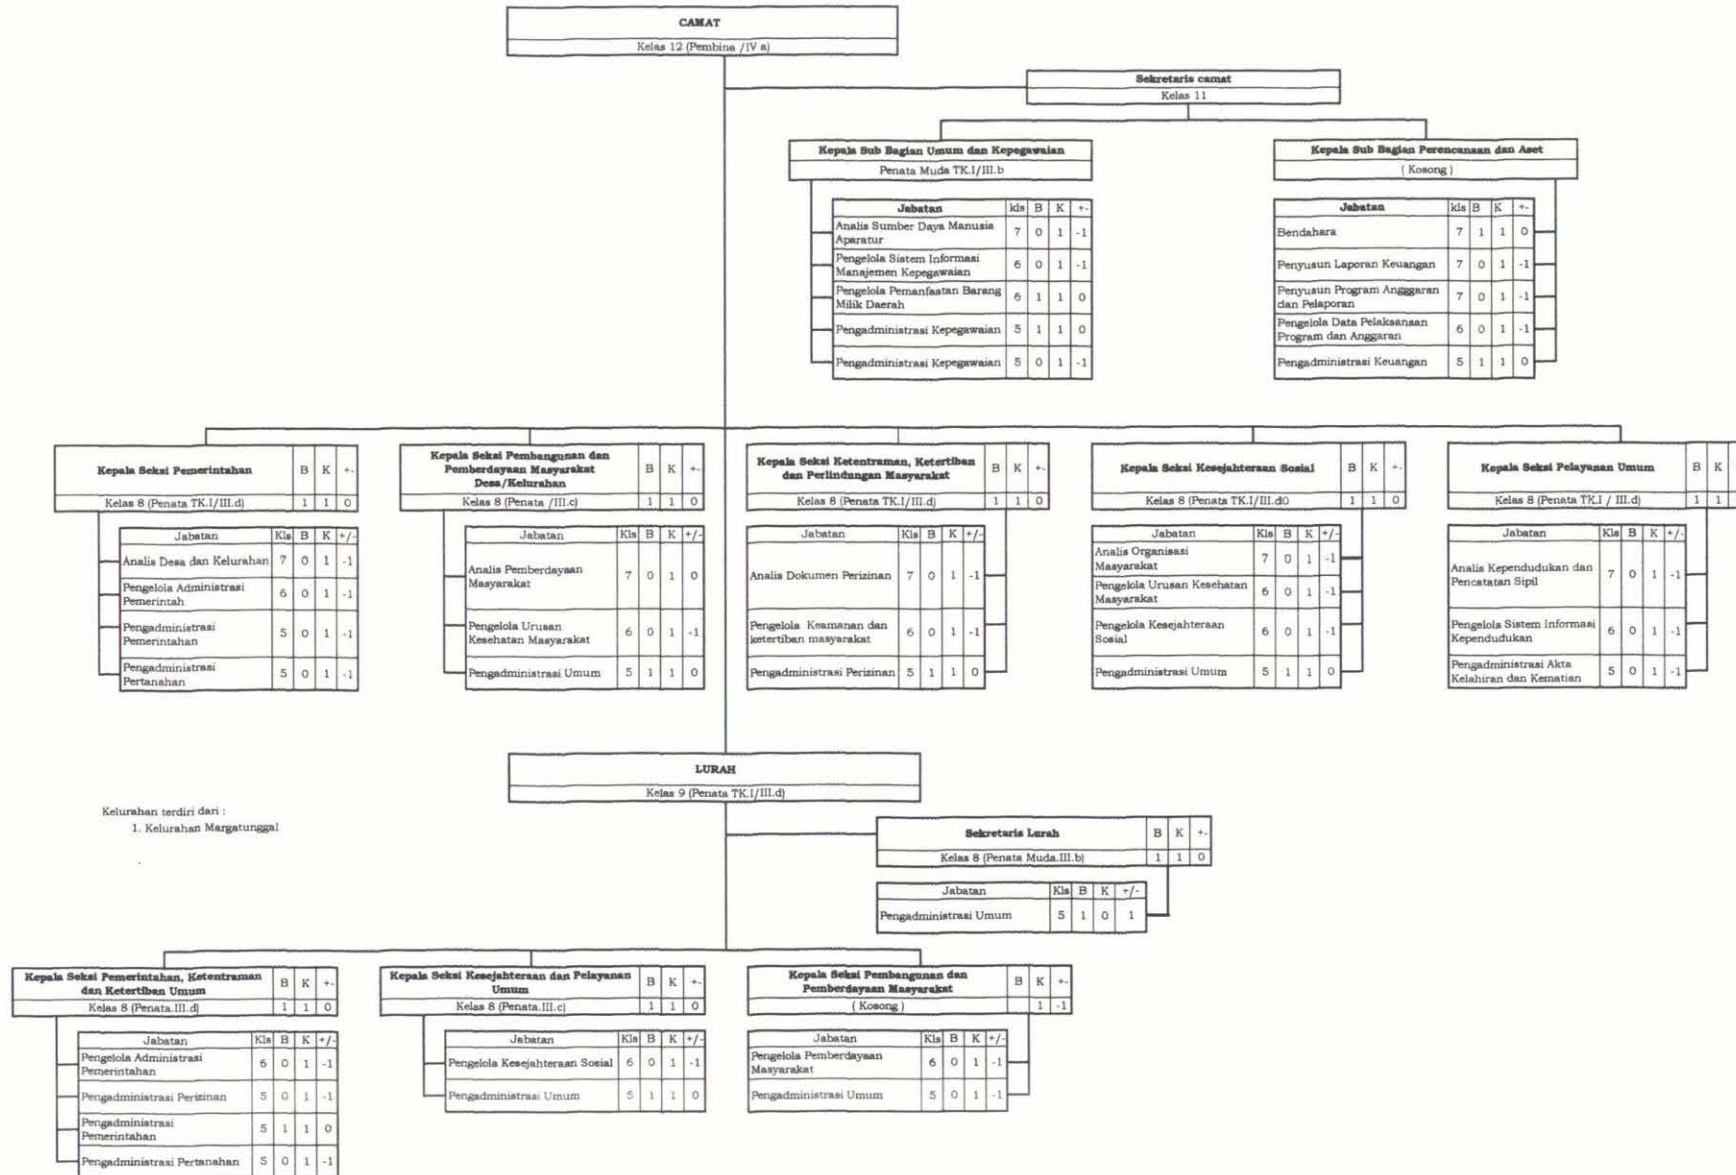 CAMAT
Kelas 12 (Pembina /IV a)
Sekretaris camat
Kelas 11
Kepala Sub Bagian Umum dan Kepegawaian
Penata Muda TK.I/III.b
Jabatan kls B K +-
Analis Sumber Daya Manusia
Aparatur 7 0 1 -1
Pengelola Sistem Informasi
Manajemen Kepegawaian 6 0 1 -1
Pengelola Pemanfaatan Barang
Milik Daerah 6 1 1 0
Pengadministrasi Kepegawaian 5 1 1 0
Pengadministrasi Kepegawaian 5 0 1 -1
Kepala Sub Bagian Perencanaan dan Aset
( Kosong )
Jabatan kls B K +-
Bendahara 7 1 1 0
Penyusun Laporan Keuangan 7 0 1 -1
Penyusun Program Angggaran
dan Pelaporan 7 0 1 -1
Pengelola Data Pelaksanaan
Program dan Anggaran 6 0 1 -1
Pengadministrasi Keuangan 5 1 1 0
Kepala Seksi Pemerintahan B K +-
Kelas 8 (Penata TK.I/III.d) 1 1 0
Jabatan Kls B K +/-
Analis Desa dan Kelurahan 7 0 1 -1
Pengelola Administrasi
Pemerintah 6 0 1 -1
Pengadministrasi
Pemerintahan 5 0 1 -1
Pengadministrasi
Pertanahan 5 0 1 -1
Kepala Seksi Pembangunan dan
Pemberdayaan Masyarakat
Desa/Kelurahan B K +-
Kelas 8 (Penata /III.c) 1 1 0
Jabatan Kls B K +/-
Analis Pemberdayaan
Masyarakat 7 0 1 0
Pengelola Urusan
Kesehatan Masyarakat 6 0 1 -1
Pengadministrasi Umum 5 1 1 0
Kepala Seksi Ketentraman, Ketertiban
dan Perlindungan Masyarakat B K +-
Kelas 8 (Penata TK.I/III.d) 1 1 0
Jabatan Kls B K +/-
Analis Dokumen Perizinan 7 0 1 -1
Pengelola Keamanan dan
ketertiban masyarakat 6 0 1 -1
Pengadministrasi Perizinan 5 1 1 0
Kepala Seksi Kesejahteraan Sosial B K +-
Kelas 8 (Penata TK.I/III.d0 1 1 0
Jabatan Kls B K +/-
Analis Organisasi
Masyarakat 7 0 1 -1
Pengelola Urusan Kesehatan
Masyarakat 6 0 1 -1
Pengelola Kesejahteraan
Sosial 6 0 1 -1
Pengadministrasi Umum 5 1 1 0
Kepala Seksi Pelayanan Umum B K
Kelas 8 (Penata TK.I / III.d) 1 1
Jabatan Kls B K +/-
Analis Kependudukan dan
Pencatatan Sipil 7 0 1 -1
Pengelola Sistem Informasi
Kependudukan 6 0 1 -1
Pengadministrasi Akta
Kelahiran dan Kematian 5 0 1 -1
LURAH
Kelas 9 (Penata TK.I/III.d)
Kelurahan terdiri dari :
1. Kelurahan Margatunggal
Sekretaris Lurah B K +-
Kelas 8 (Penata Muda.III.b) 1 1 0
Jabatan Kls B K +/-
Pengadministrasi Umum 5 1 0 1
Kepala Seksi Pemerintahan, Ketentraman
dan Ketertiban Umum B K +-
Kelas 8 (Penata.III.d) 1 1 0
Jabatan Kls B K +/-
Pengelola Administrasi
Pemerintahan 6 0 1 -1
Pengadministrasi Perizinan 5 0 1 -1
Pengadministrasi
Pemerintahan 5 1 1 0
Pengadministrasi Pertanahan 5 0 1 -1
Kepala Seksi Kesejahteraan dan Pelayanan
Umum B K +-
Kelas 8 (Penata.III.c) 1 1 0
Jabatan Kls B K +/-
Pengelola Kesejahteraan Sosial 6 0 1 -1
Pengadministrasi Umum 5 1 1 0
Kepala Seksi Pembangunan dan
Pemberdayaan Masyarakat B K +-
( Kosong ) 1 -1
Jabatan Kls B K +/-
Pengelola Pemberdayaan
Masyarakat 6 0 1 -1
Pengadministrasi Umum 5 0 1 -1